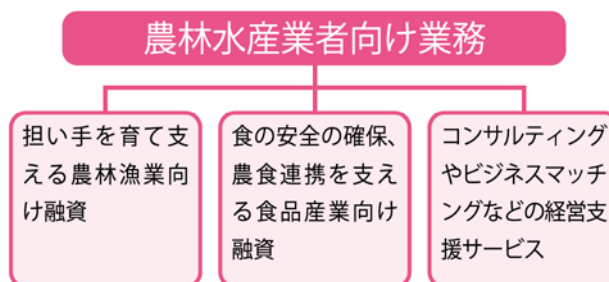 農林水産業者向け業務
担い手を育て支
える農林漁業向
け融資
食の安全の確保、
農食連携を支え
る食品産業向け
融資
コンサルティング
やビジネスマッチ
ングなどの経営支
援サービス